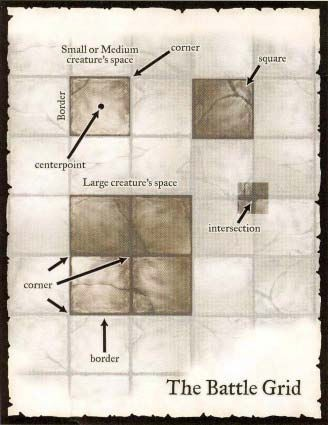 Small or Medium
creature's space
corner
square
Border
centerpoint
Large creature's space
intersection
corner
border
The Battle Grid